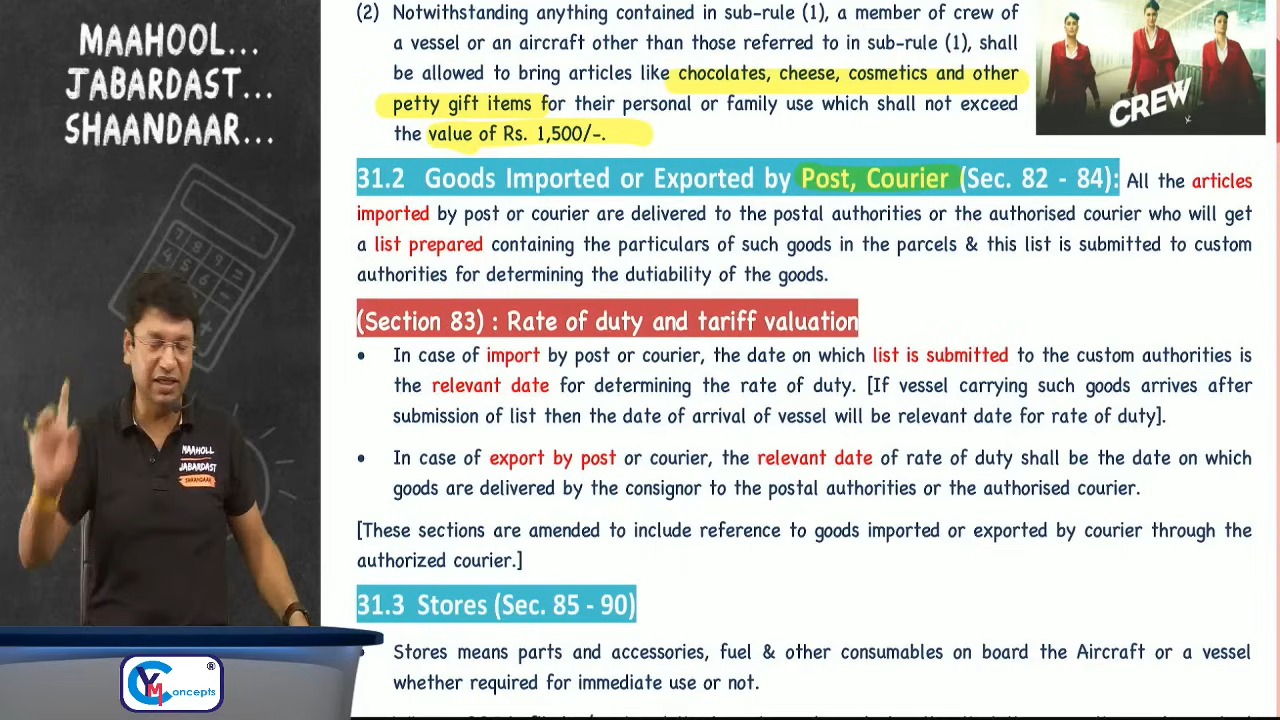 MAAHOOL...
JABARDAST...
SHAANDAAR...
(2) Notwithstanding anything contained in sub-rule (1), a member of crew of
a vessel or an aircraft other than those referred to in sub-rule (1), shall
be allowed to bring articles like chocolates, cheese, cosmetics and other
petty gift items for their personal or family use which shall not exceed
the value of Rs. 1,500/-.
CREW
31.2 Goods Imported or Exported by Post, Courier (Sec. 82 - 84): All the articles
imported by post or courier are delivered to the postal authorities or the authorised courier who will get
a list prepared containing the particulars of such goods in the parcels & this list is submitted to custom
authorities for determining the dutiability of the goods.
(Section 83) : Rate of duty and tariff valuation
• In case of import by post or courier, the date on which list is submitted to the custom authorities is
the relevant date for determining the rate of duty. [If vessel carrying such goods arrives after
submission of list then the date of arrival of vessel will be relevant date for rate of duty].
• In case of export by post or courier, the relevant date of rate of duty shall be the date on which
goods are delivered by the consignor to the postal authorities or the authorised courier.
[These sections are amended to include reference to goods imported or exported by courier through the
authorized courier.]
31.3 Stores (Sec. 85 - 90)
Stores means parts and accessories, fuel & other consumables on board the Aircraft or a vessel
whether required for immediate use or not.
7 8 9
4 5 6
MAAHOLL
JABARDAST
SHAANDAAR
YM Concepts ®